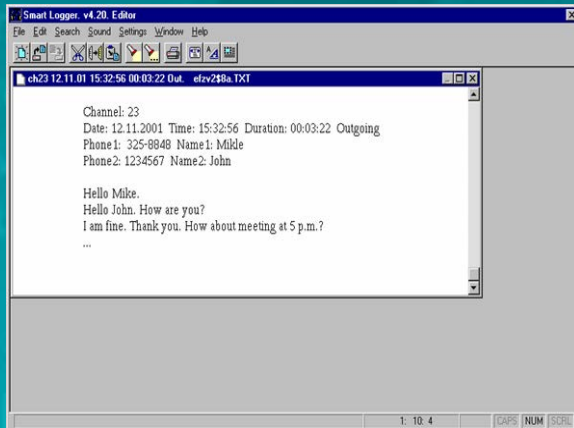 Smart Logger. v4.20. Editor
File Edit Search Sound Settings Window Help
ch23 12.11.01 15:32:56 00:03:22 Out. efzv2$8a.TXT
Channel: 23
Date: 12.11.2001 Time: 15:32:56 Duration: 00:03:22 Outgoing
Phone1: 325-8848 Name1: Mikle
Phone2: 1234567 Name2: John
Hello Mike.
Hello John. How are you?
I am fine. Thank you. How about meeting at 5 p.m.?
...
1: 10: 4 CAPS NUM SCRL